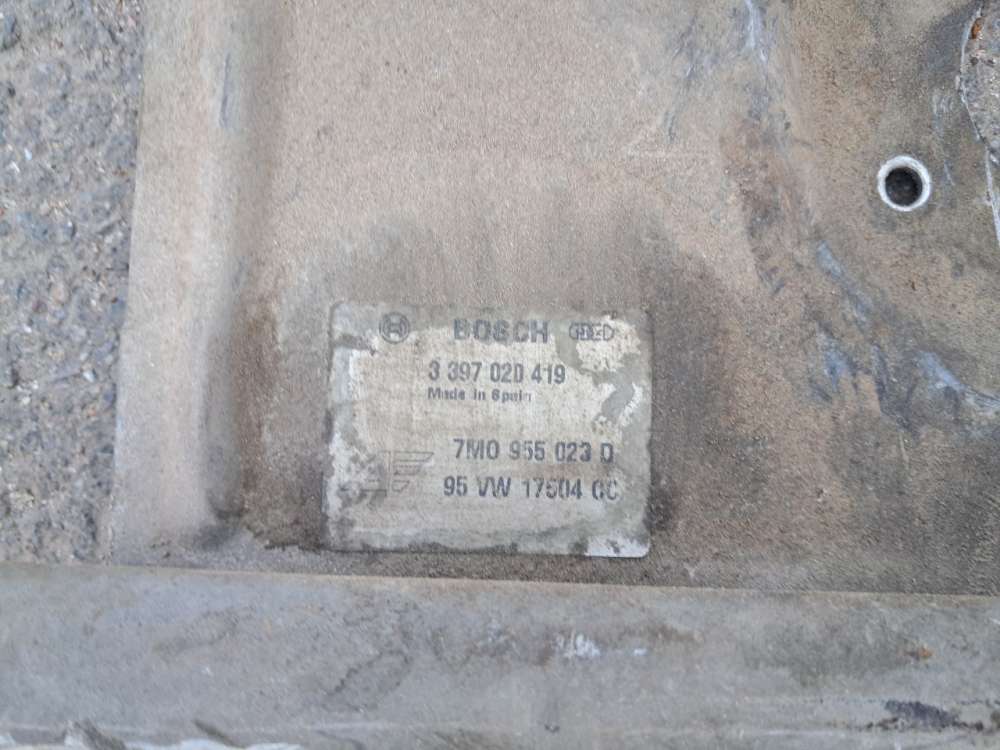 BOSCH
3 397 020 419
Made in Spain
7M0 955 023 D
95 VW 17504 CC